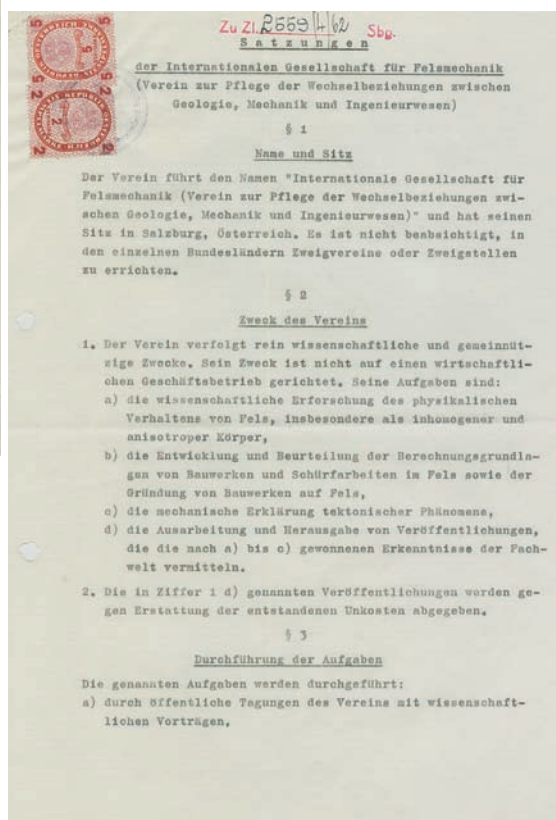 Zu Zl. 2559/4/62 Sbg.
Satzungen
der Internationalen Gesellschaft für Felsmechanik
(Verein zur Pflege der Wechselbeziehungen zwischen
Geologie, Mechanik und Ingenieurwesen)
§ 1
Name und Sitz
Der Verein führt den Namen "Internationale Gesellschaft für
Felsmechanik (Verein zur Pflege der Wechselbeziehungen zwi-
schen Geologie, Mechanik und Ingenieurwesen)" und hat seinen
Sitz in Salzburg, Österreich. Es ist nicht beabsichtigt, in
den einzelnen Bundesländern Zweigvereine oder Zweigstellen
zu errichten.
§ 2
Zweck des Vereins
1. Der Verein verfolgt rein wissenschaftliche und gemeinnüt-
zige Zwecke. Sein Zweck ist nicht auf einen wirtschaftli-
chen Geschäftsbetrieb gerichtet. Seine Aufgaben sind:
a) die wissenschaftliche Erforschung des physikalischen
Verhaltens von Fels, insbesondere als inhomogener und
anisotroper Körper,
b) die Entwicklung und Beurteilung der Berechnungsgrundla-
gen von Bauwerken und Schürfarbeiten im Fels sowie der
Gründung von Bauwerken auf Fels,
c) die mechanische Erklärung tektonischer Phänomene,
d) die Ausarbeitung und Herausgabe von Veröffentlichungen,
die die nach a) bis c) gewonnenen Erkenntnisse der Fach-
welt vermitteln.
2. Die in Ziffer 1 d) genannten Veröffentlichungen werden ge-
gen Erstattung der entstandenen Unkosten abgegeben.
§ 3
Durchführung der Aufgaben
Die genannten Aufgaben werden durchgeführt:
a) durch öffentliche Tagungen des Vereins mit wissenschaft-
lichen Vorträgen,